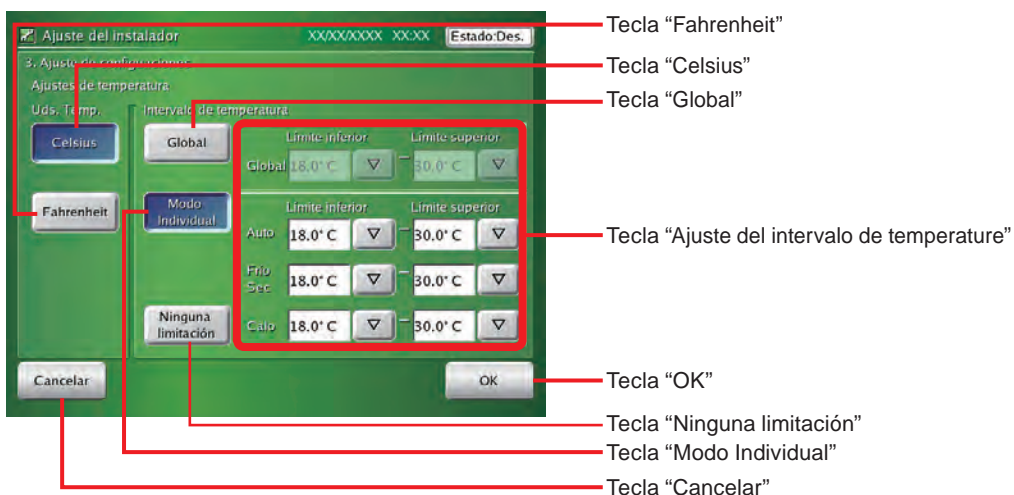 Ajuste del instalador XX/XX/XXXX XX:XX Estado:Des.
3. Ajuste de configuraciones
Ajustes de temperatura
Uds. Temp.
Intervalo de temperatura
Celsius
Fahrenheit
Global
Modo
Individual
Ninguna
limitación
Límite inferior Límite superior
Global 18.0°C ▽ – 30.0°C ▽
Límite inferior Límite superior
Auto 18.0°C ▽ – 30.0°C ▽
Frío
Sec 18.0°C ▽ – 30.0°C ▽
Calo 18.0°C ▽ – 30.0°C ▽
Cancelar
OK
Tecla “Fahrenheit”
Tecla “Celsius”
Tecla “Global”
Tecla “Ajuste del intervalo de temperature”
Tecla “OK”
Tecla “Ninguna limitación”
Tecla “Modo Individual”
Tecla “Cancelar”